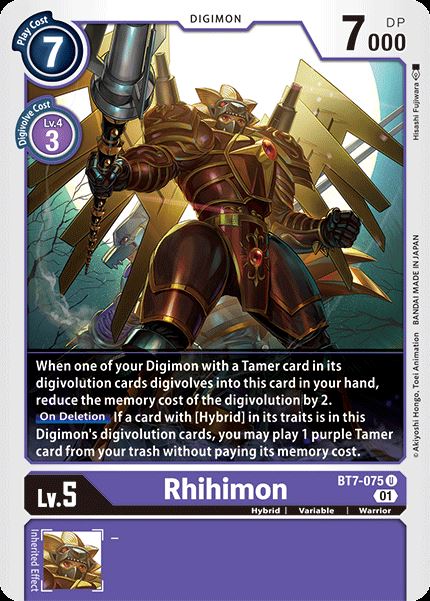 Play Cost
7
DIGIMON
7000
DP
Digivolve Cost
Lv.4
3
Hisashi Fujiwara
©Akiyoshi Hongo, Toei Animation BANDAI MADE IN JAPAN
When one of your Digimon with a Tamer card in its
digivolution cards digivolves into this card in your hand,
reduce the memory cost of the digivolution by 2.
On Deletion If a card with [Hybrid] in its traits is in this
Digimon's digivolution cards, you may play 1 purple Tamer
card from your trash without paying its memory cost.
Lv.5
Rhihimon
BT7-075 U
01
Hybrid | Variable | Warrior
Inherited Effect
–